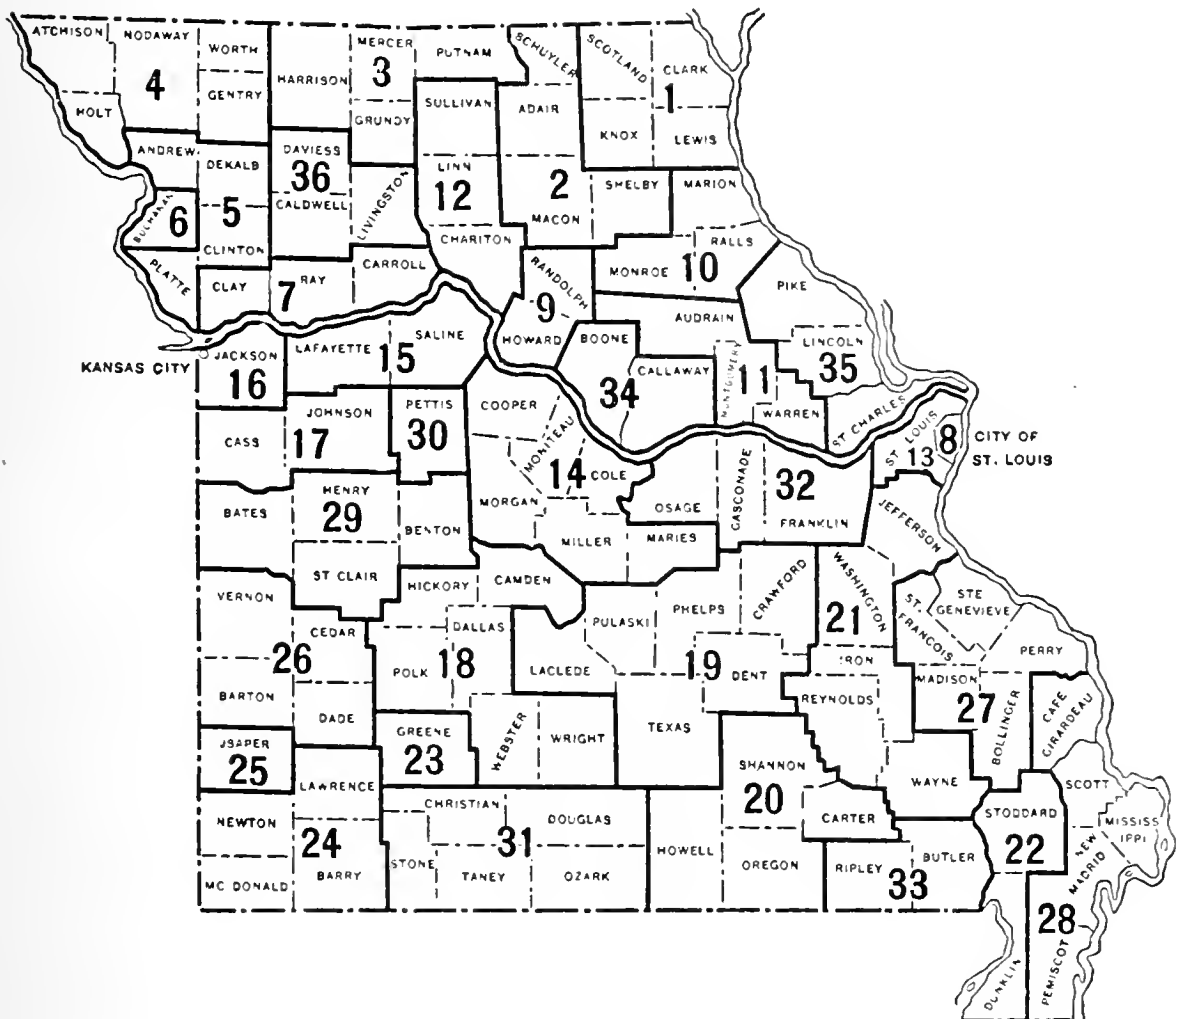 ATCHISON
NODAWAY
WORTH
MERCER
PUTNAM
SCHUYLER
SCOTLAND
CLARK
4
GENTRY
HARRISON
3
SULLIVAN
ADAIR
1
HOLT
GRUNDY
KNOX
LEWIS
ANDREW
DEKALB
DAVIESS
36
LINN
12
2
SHELBY
MARION
BUCHANAN
6
5
CALDWELL
LIVINGSTON
MACON
CLINTON
CHARITON
RALLS
PLATTE
CLAY
RAY
7
CARROLL
RANDOLPH
MONROE
10
PIKE
9
AUDRAIN
KANSAS CITY
JACKSON
16
LAFAYETTE
15
SALINE
HOWARD
BOONE
LINCOLN
35
34
CALLAWAY
MONTGOMERY
11
WARREN
ST CHARLES
JOHNSON
PETTIS
30
COOPER
CASS
17
MONITEAU
14
COLE
ST LOUIS
13
8
CITY OF
ST. LOUIS
BATES
HENRY
29
BENTON
MORGAN
OSAGE
GASCONADE
32
FRANKLIN
JEFFERSON
MILLER
MARIES
ST CLAIR
HICKORY
CAMDEN
VERNON
CEDAR
DALLAS
PULASKI
PHELPS
CRAWFORD
WASHINGTON
21
ST. FRANCOIS
STE
GENEVIEVE
PERRY
26
POLK
18
LACLEDE
19
DENT
IRON
BARTON
DADE
TEXAS
REYNOLDS
MADISON
27
BOLLINGER
CAPE
GIRARDEAU
JSAPER
25
GREENE
23
WEBSTER
WRIGHT
SHANNON
20
WAYNE
SCOTT
LAWRENCE
NEWTON
24
CHRISTIAN
DOUGLAS
CARTER
STODDARD
22
MISSISS
IPPI
31
HOWELL
OREGON
RIPLEY
33
BUTLER
NEW
MADRID
MC DONALD
BARRY
STONE
TANEY
OZARK
28
DUNKLIN
PEMISCOT